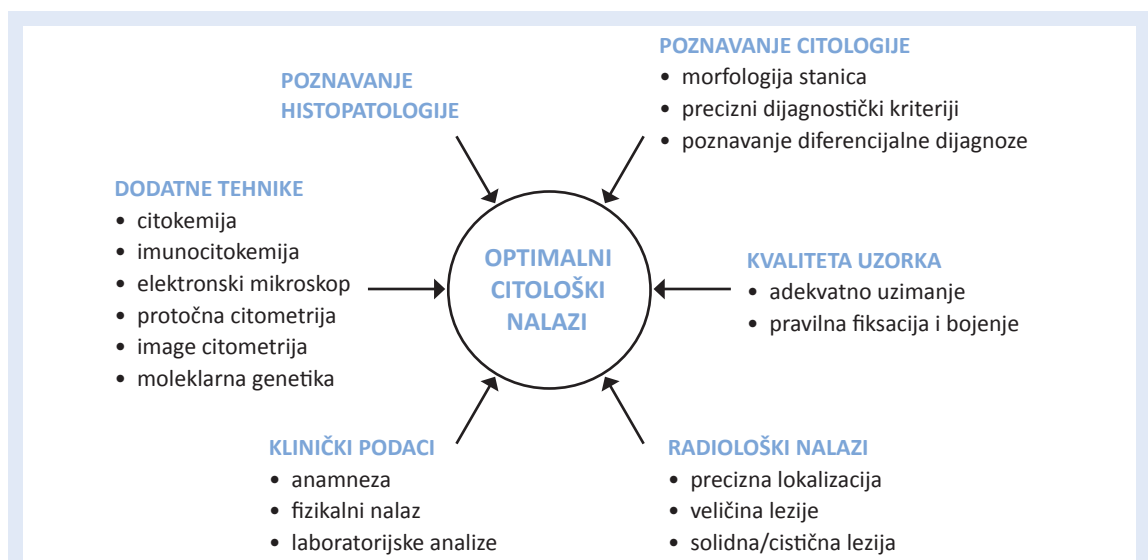 POZNAVANJE
HISTOPATOLOGIJE
POZNAVANJE CITOLOGIJE
• morfologija stanica
• precizni dijagnostički kriteriji
• poznavanje diferencijalne dijagnoze
DODATNE TEHNIKE
• citokemija
• imunocitokemija
• elektronski mikroskop
• protočna citometrija
• image citometrija
• moleklarna genetika
OPTIMALNI
CITOLOŠKI
NALAZI
KVALITETA UZORKA
• adekvatno uzimanje
• pravilna fiksacija i bojenje
KLINIČKI PODACI
• anamneza
• fizikalni nalaz
• laboratorijske analize
RADIOLOŠKI NALAZI
• precizna lokalizacija
• veličina lezije
• solidna/cistična lezija